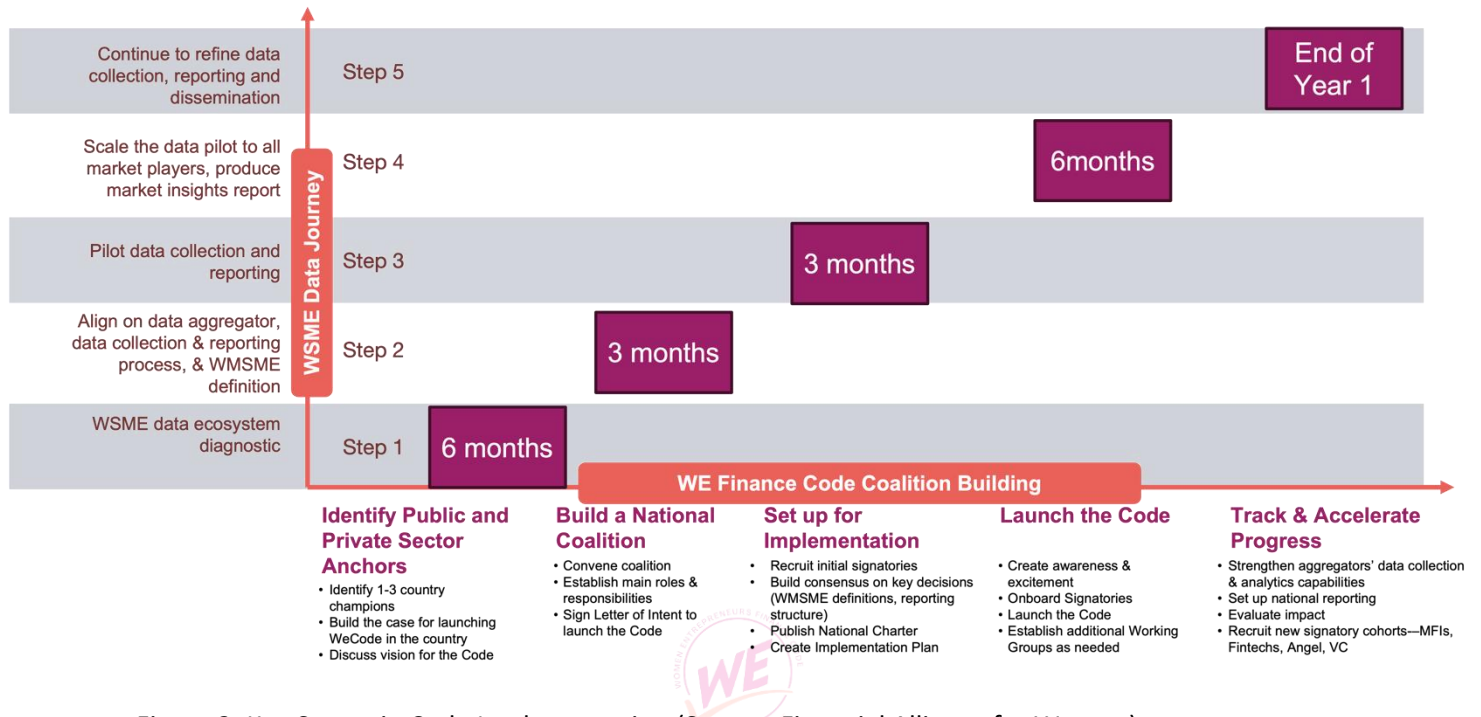 Continue to refine data
collection, reporting and
dissemination
Step 5
End of
Year 1
Scale the data pilot to all
market players, produce
market insights report
Step 4
6months
WSME Data Journey
Pilot data collection and
reporting
Step 3
3 months
Align on data aggregator,
data collection & reporting
process, & WMSME
definition
Step 2
3 months
WSME data ecosystem
diagnostic
Step 1
6 months
WE Finance Code Coalition Building
Identify Public and
Private Sector
Anchors
• Identify 1-3 country
champions
• Build the case for launching
WeCode in the country
• Discuss vision for the Code
Build a National
Coalition
• Convene coalition
• Establish main roles &
responsibilities
• Sign Letter of Intent to
launch the Code
Set up for
Implementation
• Recruit initial signatories
• Build consensus on key decisions
(WMSME definitions, reporting
structure)
• Publish National Charter
• Create Implementation Plan
Launch the Code
• Create awareness &
excitement
• Onboard Signatories
• Launch the Code
• Establish additional Working
Groups as needed
Track & Accelerate
Progress
• Strengthen aggregators' data collection
& analytics capabilities
• Set up national reporting
• Evaluate impact
• Recruit new signatory cohorts—MFIs,
Fintechs, Angel, VC
WE
WOMEN ENTREPRENEURS